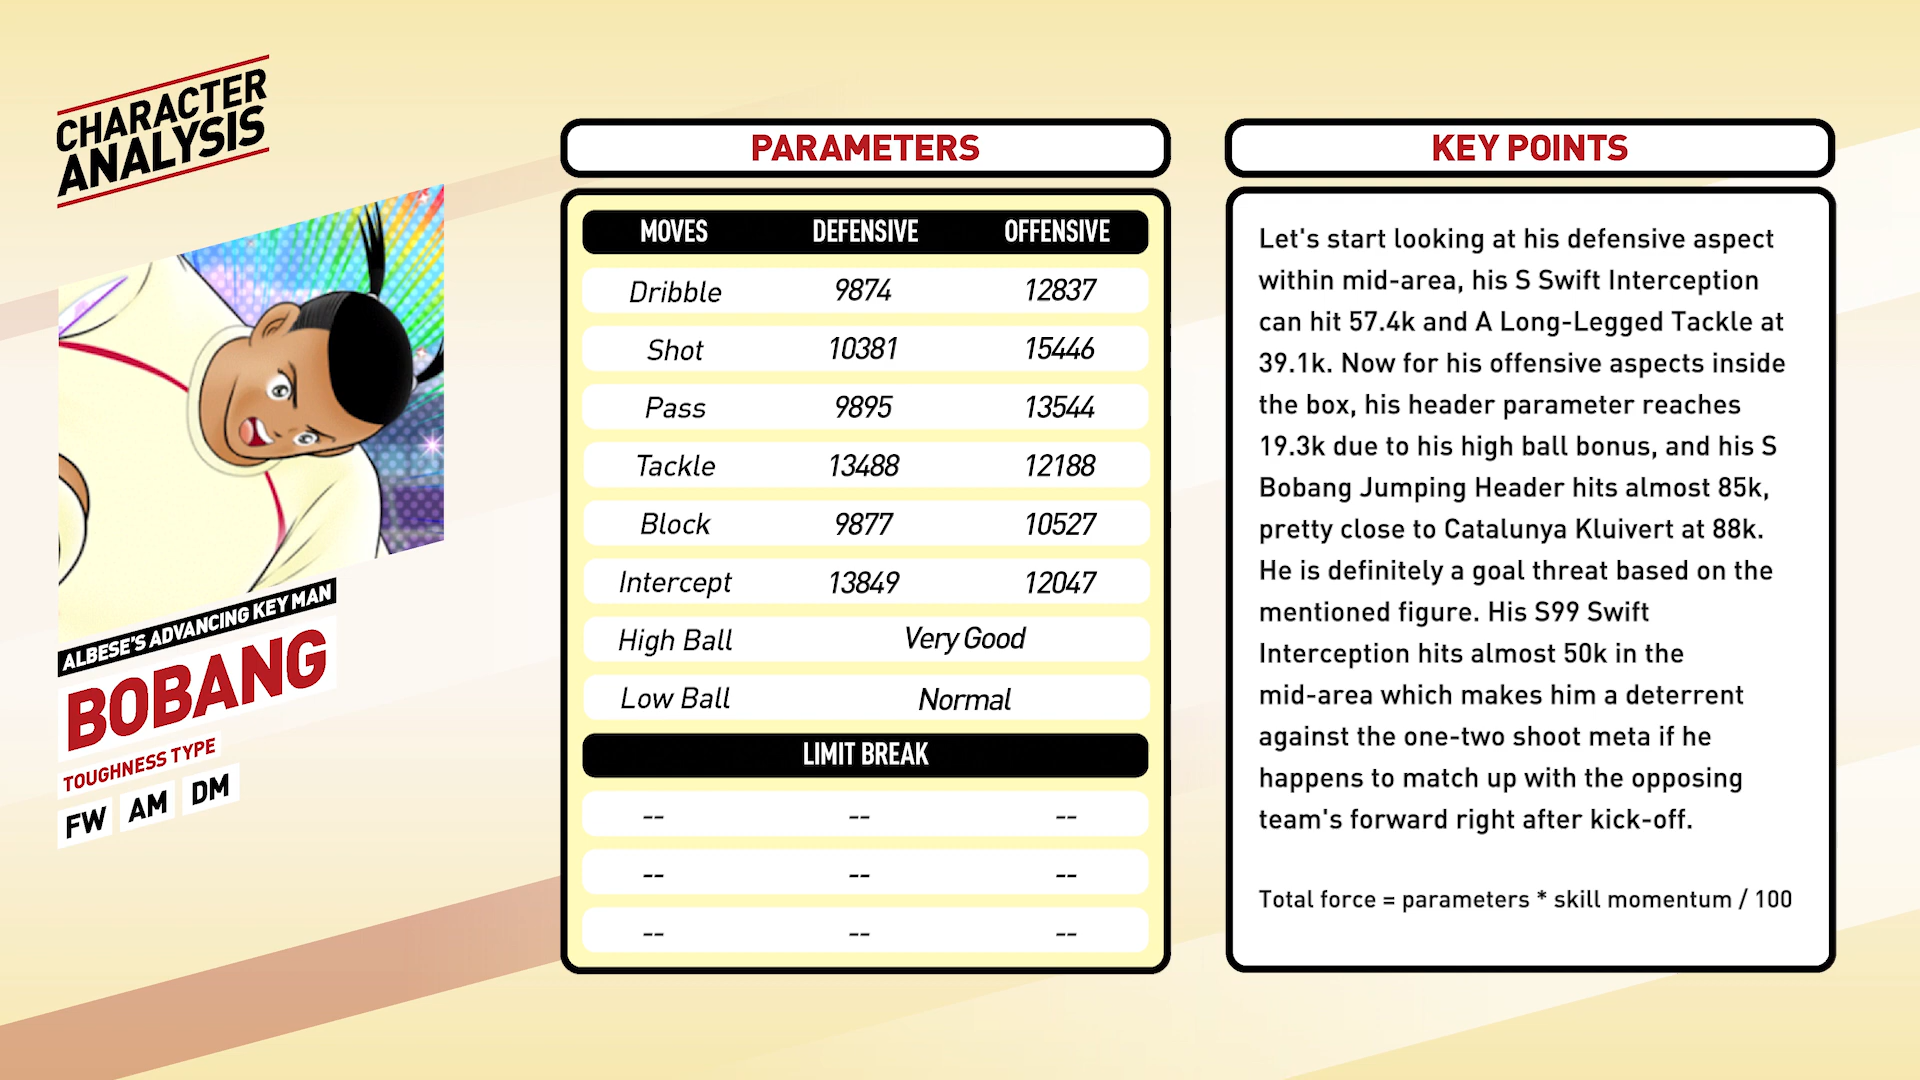 CHARACTER
ANALYSIS
ALBESE'S ADVANCING KEY MAN
BOBANG
TOUGHNESS TYPE
FW AM DM
PARAMETERS
MOVES DEFENSIVE OFFENSIVE
Dribble 9874 12837
Shot 10381 15446
Pass 9895 13544
Tackle 13488 12188
Block 9877 10527
Intercept 13849 12047
High Ball Very Good
Low Ball Normal
LIMIT BREAK
-- -- --
-- -- --
-- -- --
KEY POINTS
Let's start looking at his defensive aspect
within mid-area, his S Swift Interception
can hit 57.4k and A Long-Legged Tackle at
39.1k. Now for his offensive aspects inside
the box, his header parameter reaches
19.3k due to his high ball bonus, and his S
Bobang Jumping Header hits almost 85k,
pretty close to Catalunya Kluivert at 88k.
He is definitely a goal threat based on the
mentioned figure. His S99 Swift
Interception hits almost 50k in the
mid-area which makes him a deterrent
against the one-two shoot meta if he
happens to match up with the opposing
team's forward right after kick-off.
Total force = parameters * skill momentum / 100